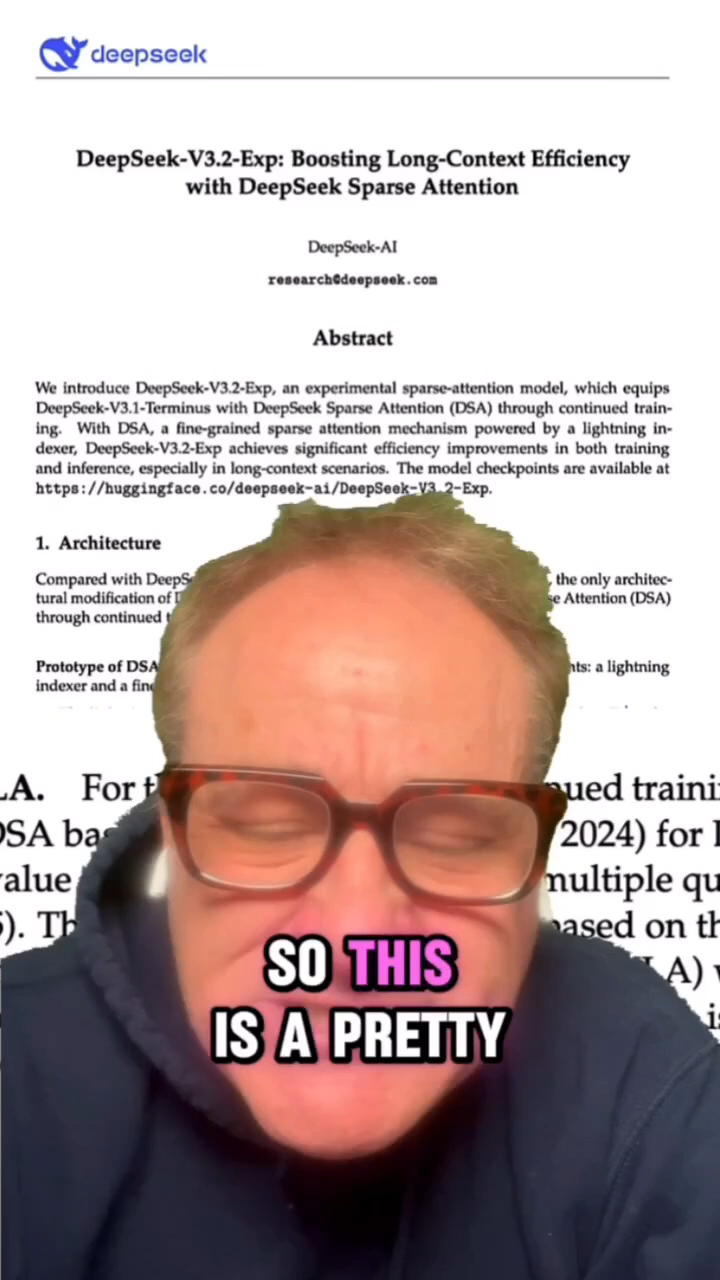 deepseek
DeepSeek-V3.2-Exp: Boosting Long-Context Efficiency
with DeepSeek Sparse Attention
DeepSeek-AI
research@deepseek.com
Abstract
We introduce DeepSeek-V3.2-Exp, an experimental sparse-attention model, which equips
DeepSeek-V3.1-Terminus with DeepSeek Sparse Attention (DSA) through continued train-
ing. With DSA, a fine-grained sparse attention mechanism powered by a lightning in-
dexer, DeepSeek-V3.2-Exp achieves significant efficiency improvements in both training
and inference, especially in long-context scenarios. The model checkpoints are available at
https://huggingface.co/deepseek-ai/DeepSeek-V3.2-Exp.
1. Architecture
Compared with DeepS the only architec-
tural modification of Attention (DSA)
through continued
Prototype of DSA a lightning
indexer and a
For training
2024) for
multiple
based on
SO THIS
IS A PRETTY